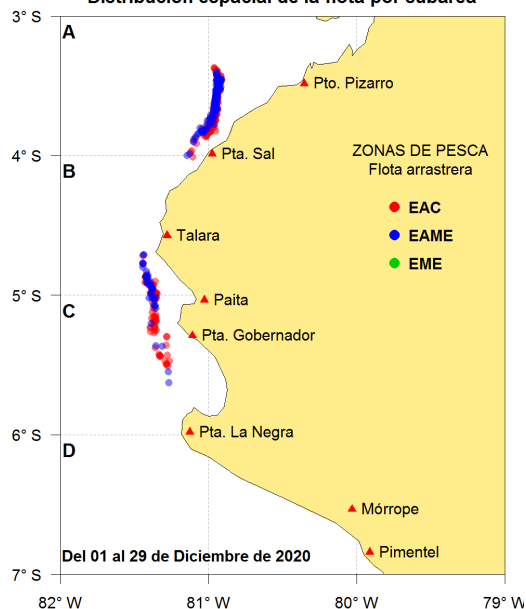 Distribución espacial de la flota por subárea
3° S
A
Pto. Pizarro
ZONAS DE PESCA
Flota arrastrera
4° S
Pta. Sal
B
EAC
Talara
EAME
EME
5° S
Paita
C
Pta. Gobernador
6° S
Pta. La Negra
D
Mórrope
Del 01 al 29 de Diciembre de 2020
Pimentel
7° S
82° W 81° W 80° W 79° W